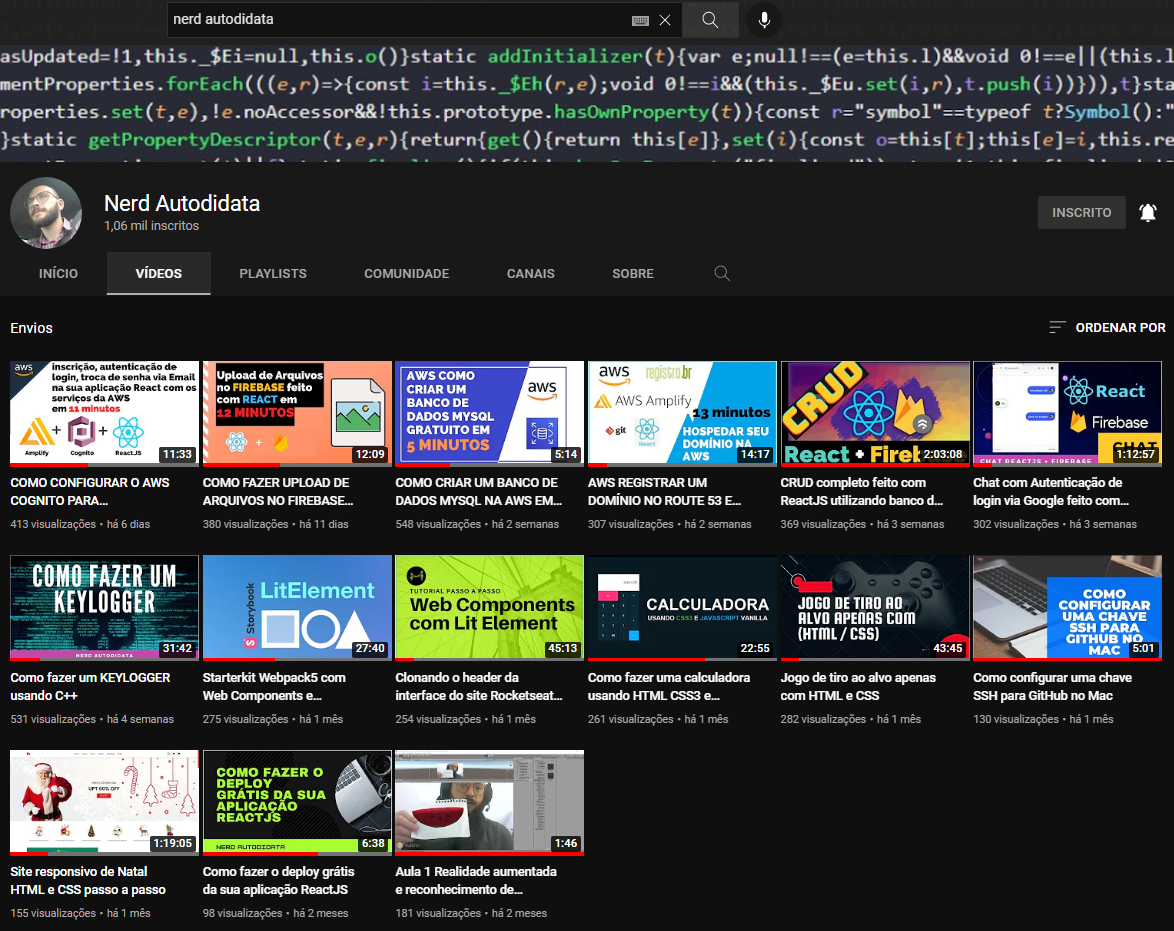 nerd autodidata
asUpdated=!1,this._$Ei=null,this.o()}static addInitializer(t){var e;null!==(e=this.l)&&void 0!==e||(this.l
mentProperties.forEach(((e,r)=>{const i=this._$Eh(r,e);void 0!==i&&(this._$Eu.set(i,r),t.push(i))})),t}sta
roperties.set(t,e),!e.noAccessor&&!this.prototype.hasOwnProperty(t)){const r="symbol"==typeof t?Symbol():"
}static getPropertyDescriptor(t,e,r){return{get(){return this[e]},set(i){const o=this[t];this[e]=i,this.re
Nerd Autodidata
1,06 mil inscritos
INSCRITO
INÍCIO VÍDEOS PLAYLISTS COMUNIDADE CANAIS SOBRE
Envios
ORDENAR POR
aws
inscrição, autenticação de
login, troca de senha via Email
na sua aplicação React com os
serviços da AWS
em 11 minutos
+ +
Amplify Cognito ReactJS
11:33
COMO CONFIGURAR O AWS
COGNITO PARA...
413 visualizações • há 6 dias
Upload de Arquivos
no FIREBASE feito
com REACT em
12 MINUTOS
+
12:09
COMO FAZER UPLOAD DE
ARQUIVOS NO FIREBASE...
380 visualizações • há 11 dias
AWS COMO
CRIAR UM
BANCO DE
DADOS MYSQL
GRATUITO EM
5 MINUTOS
aws
5:14
COMO CRIAR UM BANCO DE
DADOS MYSQL NA AWS EM...
548 visualizações • há 2 semanas
aws
registro.br
AWS Amplify
git
React
13 minutos
HOSPEDAR SEU
DOMÍNIO NA
AWS
14:17
AWS REGISTRAR UM
DOMÍNIO NO ROUTE 53 E...
307 visualizações • há 2 semanas
CRUD
React + Firel
2:03:08
CRUD completo feito com
ReactJS utilizando banco d...
369 visualizações • há 3 semanas
React
Firebase
CHAT
CHAT REACTJS + FIREBASE
1:12:57
Chat com Autenticação de
login via Google feito com...
302 visualizações • há 3 semanas
COMO FAZER UM
KEYLOGGER
NERD AUTODIDATA
31:42
Como fazer um KEYLOGGER
usando C++
531 visualizações • há 4 semanas
Storybook
LitElement
27:40
Starterkit Webpack5 com
Web Components e...
275 visualizações • há 1 mês
TUTORIAL PASSO A PASSO
Web Components
com Lit Element
45:13
Clonando o header da
interface do site Rocketseat...
254 visualizações • há 1 mês
CALCULADORA
USANDO CSS3 E JAVASCRIPT VANILLA
22:55
Como fazer uma calculadora
usando HTML CSS3 e...
261 visualizações • há 1 mês
JOGO DE TIRO AO
ALVO APENAS COM
(HTML / CSS)
43:45
Jogo de tiro ao alvo apenas
com HTML e CSS
282 visualizações • há 1 mês
COMO
CONFIGURAR
UMA CHAVE
SSH PARA
GITHUB NO
MAC
5:01
Como configurar uma chave
SSH para GitHub no Mac
130 visualizações • há 1 mês
UPT 60% OFF
1:19:05
Site responsivo de Natal
HTML e CSS passo a passo
155 visualizações • há 1 mês
COMO FAZER O
DEPLOY
GRÁTIS DA SUA
APLICAÇÃO
REACTJS
NERD AUTODIDATA
6:38
Como fazer o deploy grátis
da sua aplicação ReactJS
98 visualizações • há 2 meses
1:46
Aula 1 Realidade aumentada
e reconhecimento de...
181 visualizações • há 2 meses